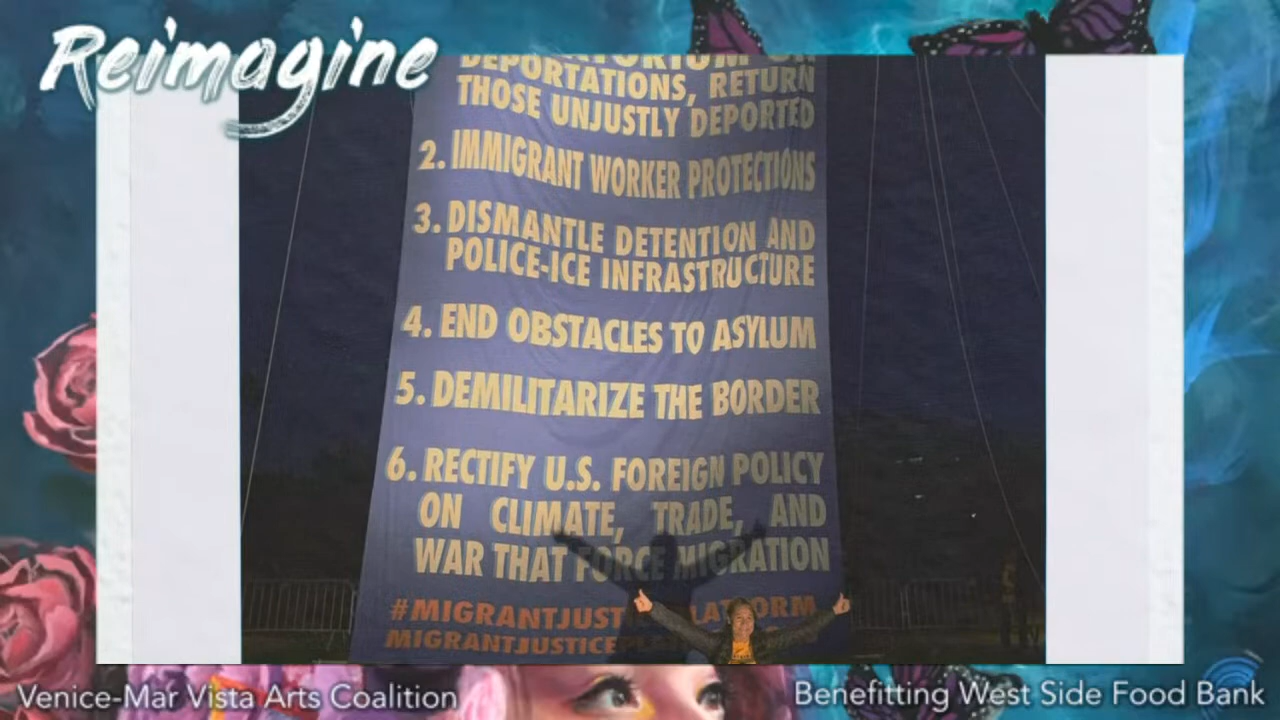 Reimagine
DEPORTATIONS, RETURN
THOSE UNJUSTLY DEPORTED
2. IMMIGRANT WORKER PROTECTIONS
3. DISMANTLE DETENTION AND
POLICE-ICE INFRASTRUCTURE
4. END OBSTACLES TO ASYLUM
5. DEMILITARIZE THE BORDER
6. RECTIFY U.S. FOREIGN POLICY
ON CLIMATE, TRADE, AND
WAR THAT FORCE MIGRATION
Venice-Mar Vista Arts Coalition
Benefitting West Side Food Bank